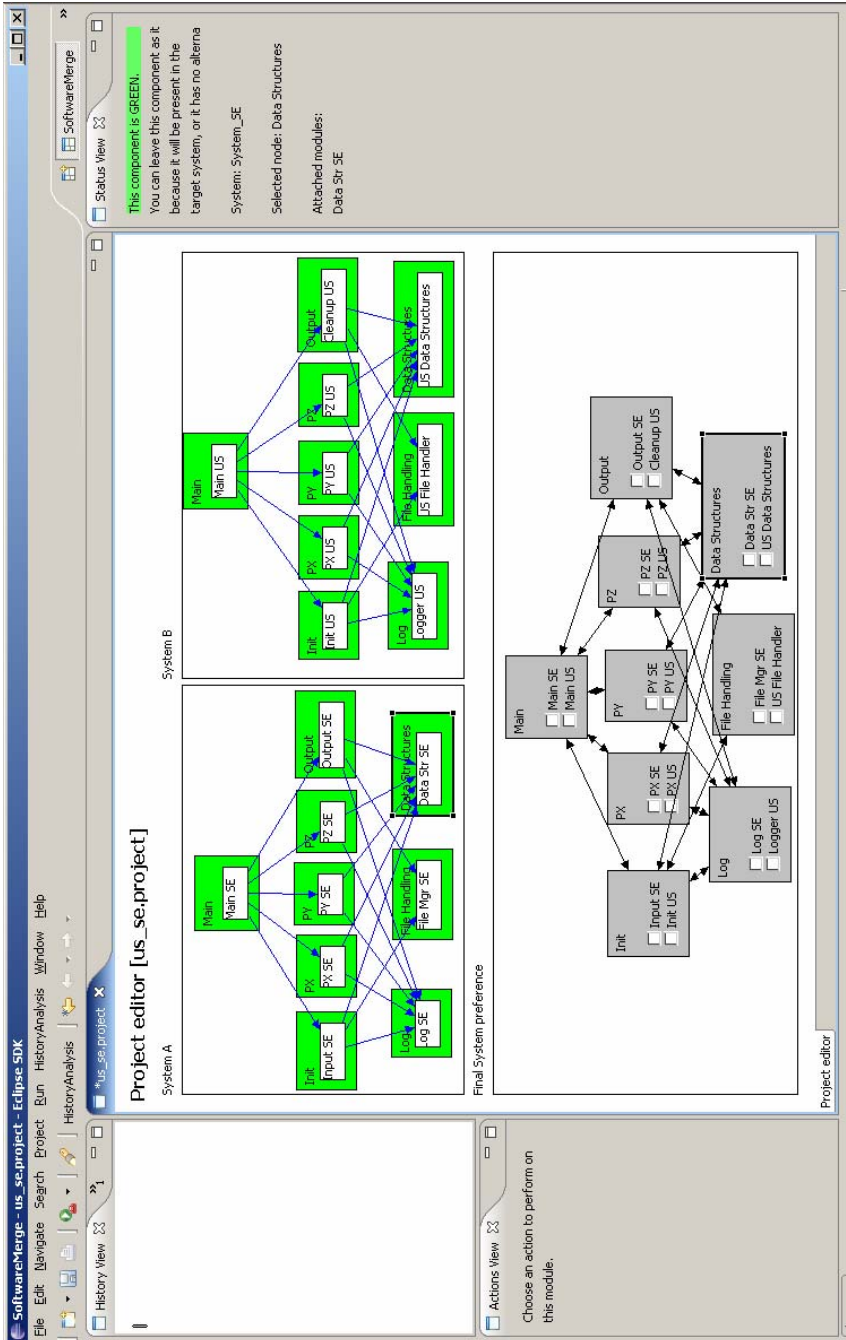 SoftwareMerge - us_se.project - Eclipse SDK
File Edit Navigate Search Project Run HistoryAnalysis Window Help
HistoryAnalysis
SoftwareMerge
History View
1
*us_se.project
Project editor [us_se.project]
System A
Main
Main SE
Init
Input SE
PX
PX SE
PY
PY SE
PZ
PZ SE
Output
Output SE
Log
Log SE
File Handling
File Mgr SE
Data Structures
Data Str SE
System B
Main
Main US
Init
Init US
PX
PX US
PY
PY US
PZ
PZ US
Output
Cleanup US
Log
Logger US
File Handling
US File Handler
Data Structures
US Data Structures
Final System preference
Main
Main SE
Main US
Init
Input SE
Init US
PX
PX SE
PX US
PY
PY SE
PY US
PZ
PZ SE
PZ US
Output
Output SE
Cleanup US
Log
Log SE
Logger US
File Handling
File Mgr SE
US File Handler
Data Structures
Data Str SE
US Data Structures
Project editor
Actions View
Choose an action to perform on
this module.
Status View
This component is GREEN.
You can leave this component as it
because it will be present in the
target system, or it has no alterna
System: System_SE
Selected node: Data Structures
Attached modules:
Data Str SE